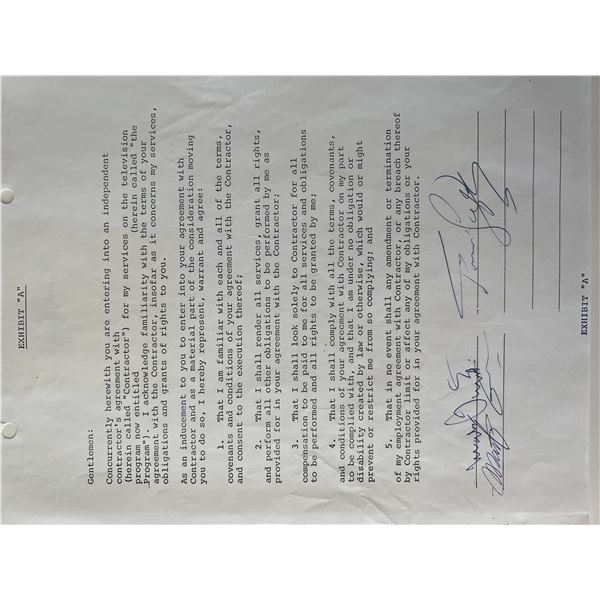 EXHIBIT "A"
Gentlemen:
Concurrently herewith you are entering into an independent
contractor's agreement with
(herein called "Contractor") for my services on the television
program now entitled (herein called "the
Program"). I acknowledge familiarity with the terms of your
agreement with the Contractor, insofar as it concerns my services,
obligations and grants of rights to you.
As an inducement to you to enter into your agreement with
Contractor and as a material part of the consideration moving
you to do so, I hereby represent, warrant and agree:
1. That I am familiar with each and all of the terms,
covenants and conditions of your agreement with the Contractor,
and consent to the execution thereof;
2. That I shall render all services, grant all rights,
and perform all other obligations to be performed by me as
provided for in your agreement with the Contractor;
3. That I shall look solely to Contractor for all
compensation to be paid to me for all services and obligations
to be performed and all rights to be granted by me;
4. That I shall comply with all the terms, covenants,
and conditions of your agreement with Contractor on my part
to be complied with, and that I am under no obligation or
disability created by law or otherwise, which would or might
prevent or restrict me from so complying; and
5. That in no event shall any amendment or termination
of my employment agreement with Contractor, or any breach thereof
by Contractor limit or affect any of my obligations or your
rights provided for in your agreement with Contractor.
EXHIBIT "A"